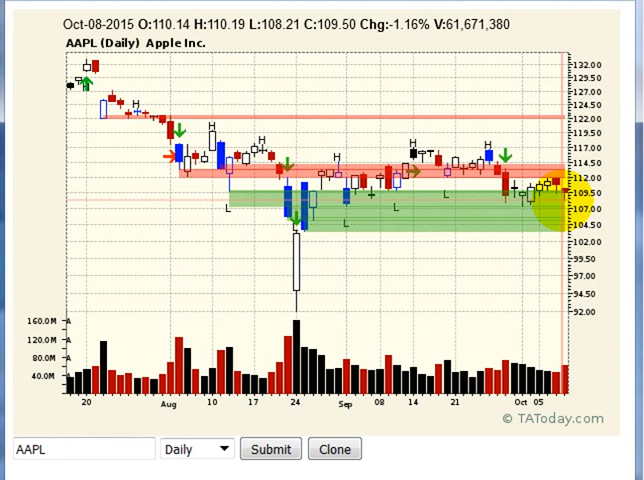 Oct-08-2015 O:110.14 H:110.19 L:108.21 C:109.50 Chg:-1.16% V:61,671,380
AAPL (Daily) Apple Inc.
132.00
129.50
127.00
124.50
122.00
H
119.50
H
117.00
H
H
H
H
114.50
112.00
109.50
107.00
L
L
L
104.50
L
102.00
99.50
97.00
94.50
92.00
160.0M A
120.0M A
80.0M A
40.0M A
20 Aug 10 17 24 Sep 08 14 21 Oct 05
© TAToday.com
AAPL Daily Submit Clone